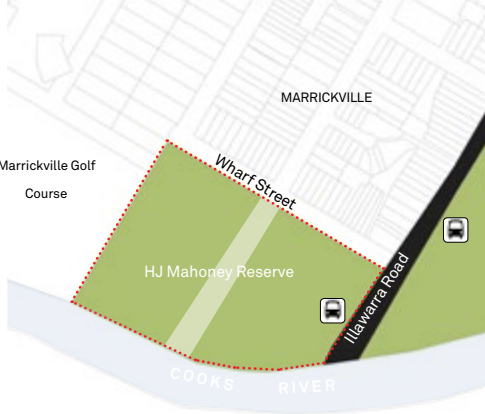 MARRICKVILLE
Marrickville Golf
Course
Wharf Street
HJ Mahoney Reserve
Illawarra Road
COOKS RIVER